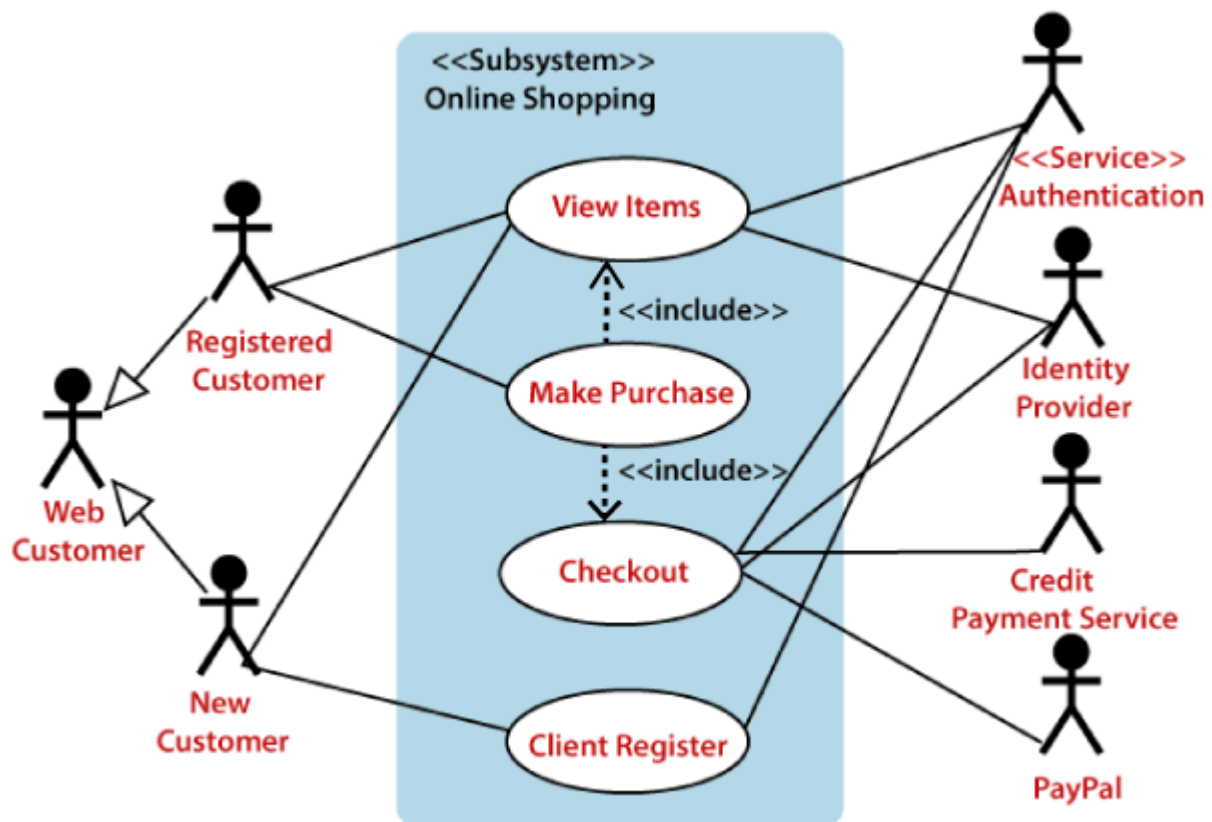 <<Subsystem>>
Online Shopping
<<Service>>
Authentication
View Items
<<include>>
Registered
Customer
Identity
Provider
Make Purchase
<<include>>
Web
Customer
Checkout
Credit
Payment Service
New
Customer
Client Register
PayPal